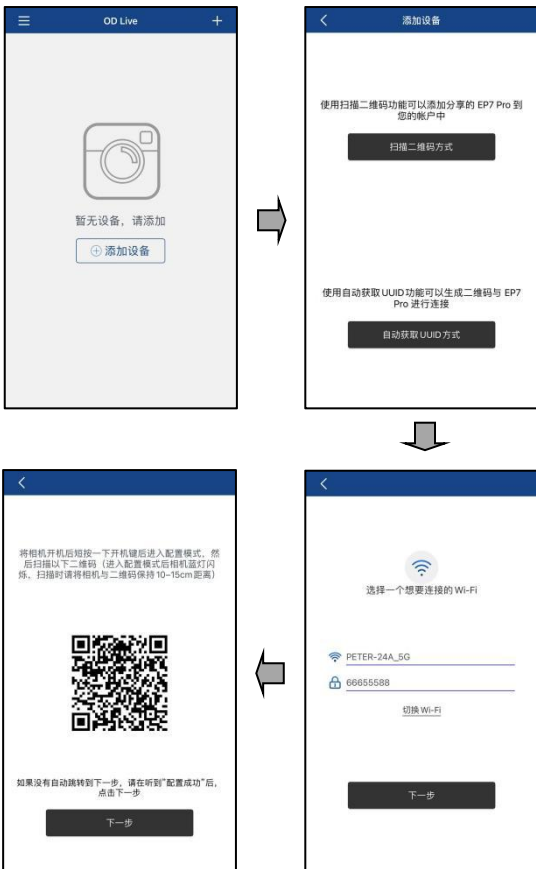 OD Live
暂无设备，请添加
添加设备
添加设备
使用扫描二维码功能可以添加分享的 EP7 Pro 到
您的帐户中
扫描二维码方式
使用自动获取 UUID 功能可以生成二维码与 EP7
Pro 进行连接
自动获取 UUID 方式
选择一个想要连接的 Wi-Fi
PETER-24A_5G
66655588
切换 Wi-Fi
下一步
将相机开机后短按一下开机键后进入配置模式，然
后扫描以下二维码（进入配置模式后相机蓝灯闪
烁、扫描时请将相机与二维码保持 10-15cm 距离）
如果没有自动跳转到下一步，请在听到"配置成功"后，
点击下一步
下一步